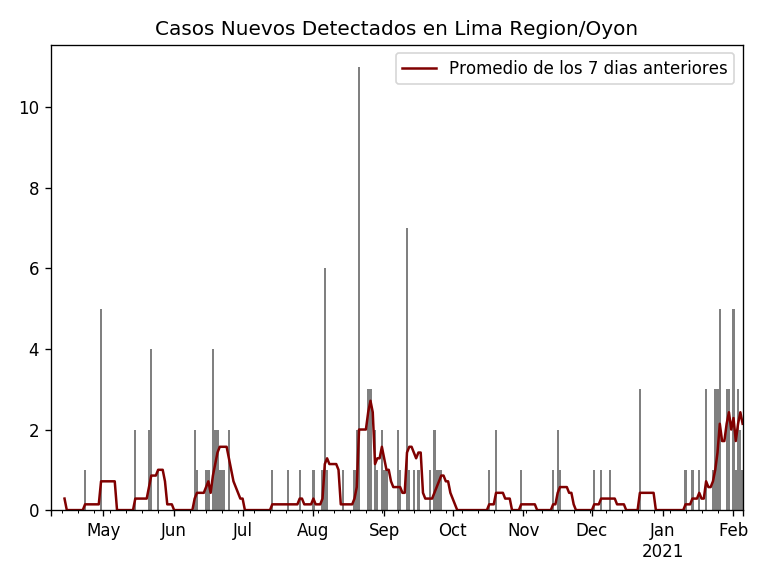 Casos Nuevos Detectados en Lima Region/Oyon
Promedio de los 7 dias anteriores
10
8
6
4
2
0
May Jun Jul Aug Sep Oct Nov Dec Jan Feb
2021